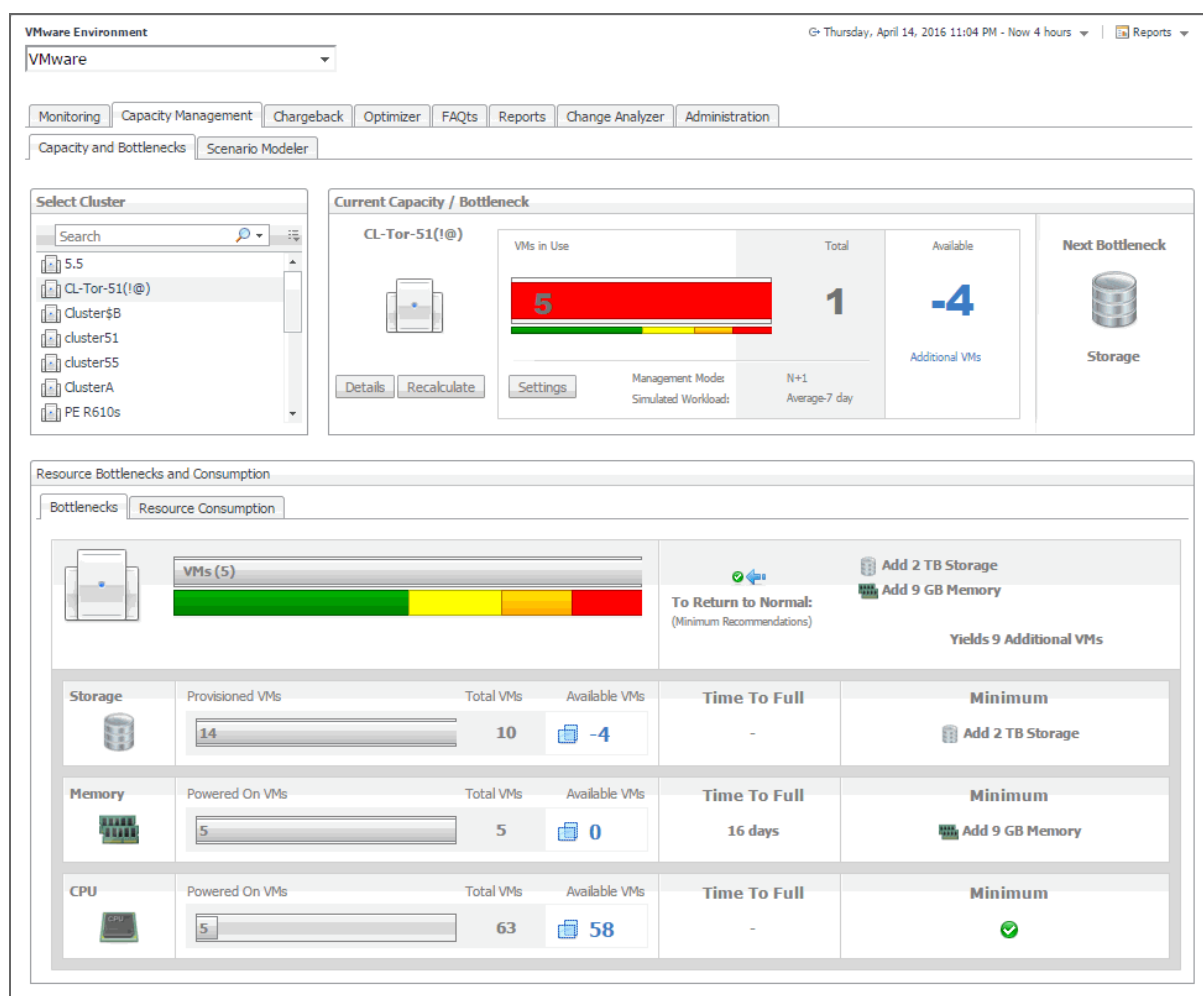 VMware Environment
Thursday, April 14, 2016 11:04 PM - Now 4 hours
Reports
VMware
Monitoring
Capacity Management
Chargeback
Optimizer
FAQts
Reports
Change Analyzer
Administration
Capacity and Bottlenecks
Scenario Modeler
Select Cluster
Search
5.5
CL-Tor-51(!@)
Cluster$B
cluster51
cluster55
ClusterA
PE R610s
Current Capacity / Bottleneck
CL-Tor-51(!@)
Details
Recalculate
VMs in Use
Total
Available
5
1
-4
Additional VMs
Settings
Management Mode:
N+1
Simulated Workload:
Average-7 day
Next Bottleneck
Storage
Resource Bottlenecks and Consumption
Bottlenecks
Resource Consumption
VMs (5)
To Return to Normal:
(Minimum Recommendations)
Add 2 TB Storage
Add 9 GB Memory
Yields 9 Additional VMs
Storage
Provisioned VMs
Total VMs
Available VMs
Time To Full
Minimum
14
10
-4
-
Add 2 TB Storage
Memory
Powered On VMs
Total VMs
Available VMs
Time To Full
Minimum
5
5
0
16 days
Add 9 GB Memory
CPU
Powered On VMs
Total VMs
Available VMs
Time To Full
Minimum
CPU
5
63
58
-